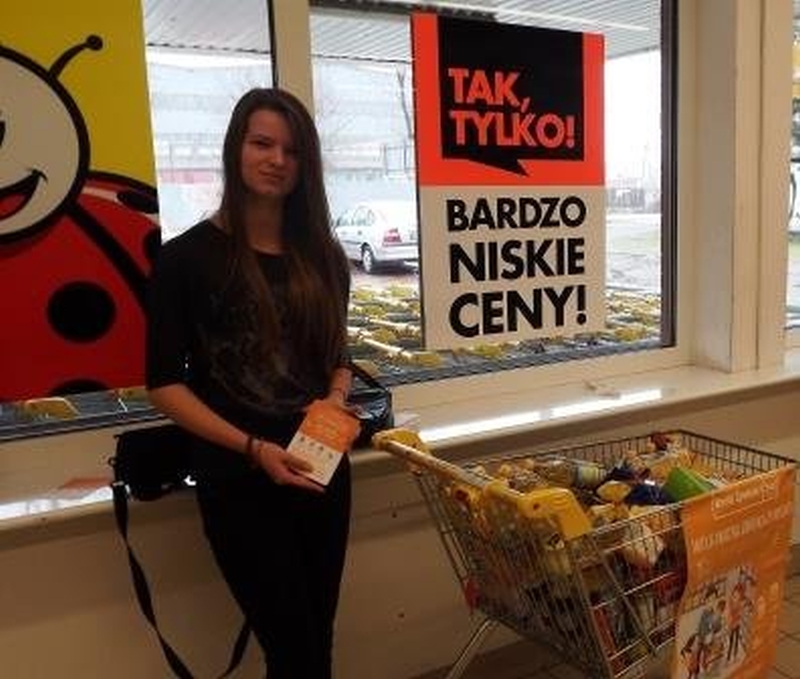 TAK,
TYLKO!
BARDZO
NISKIE
CENY!